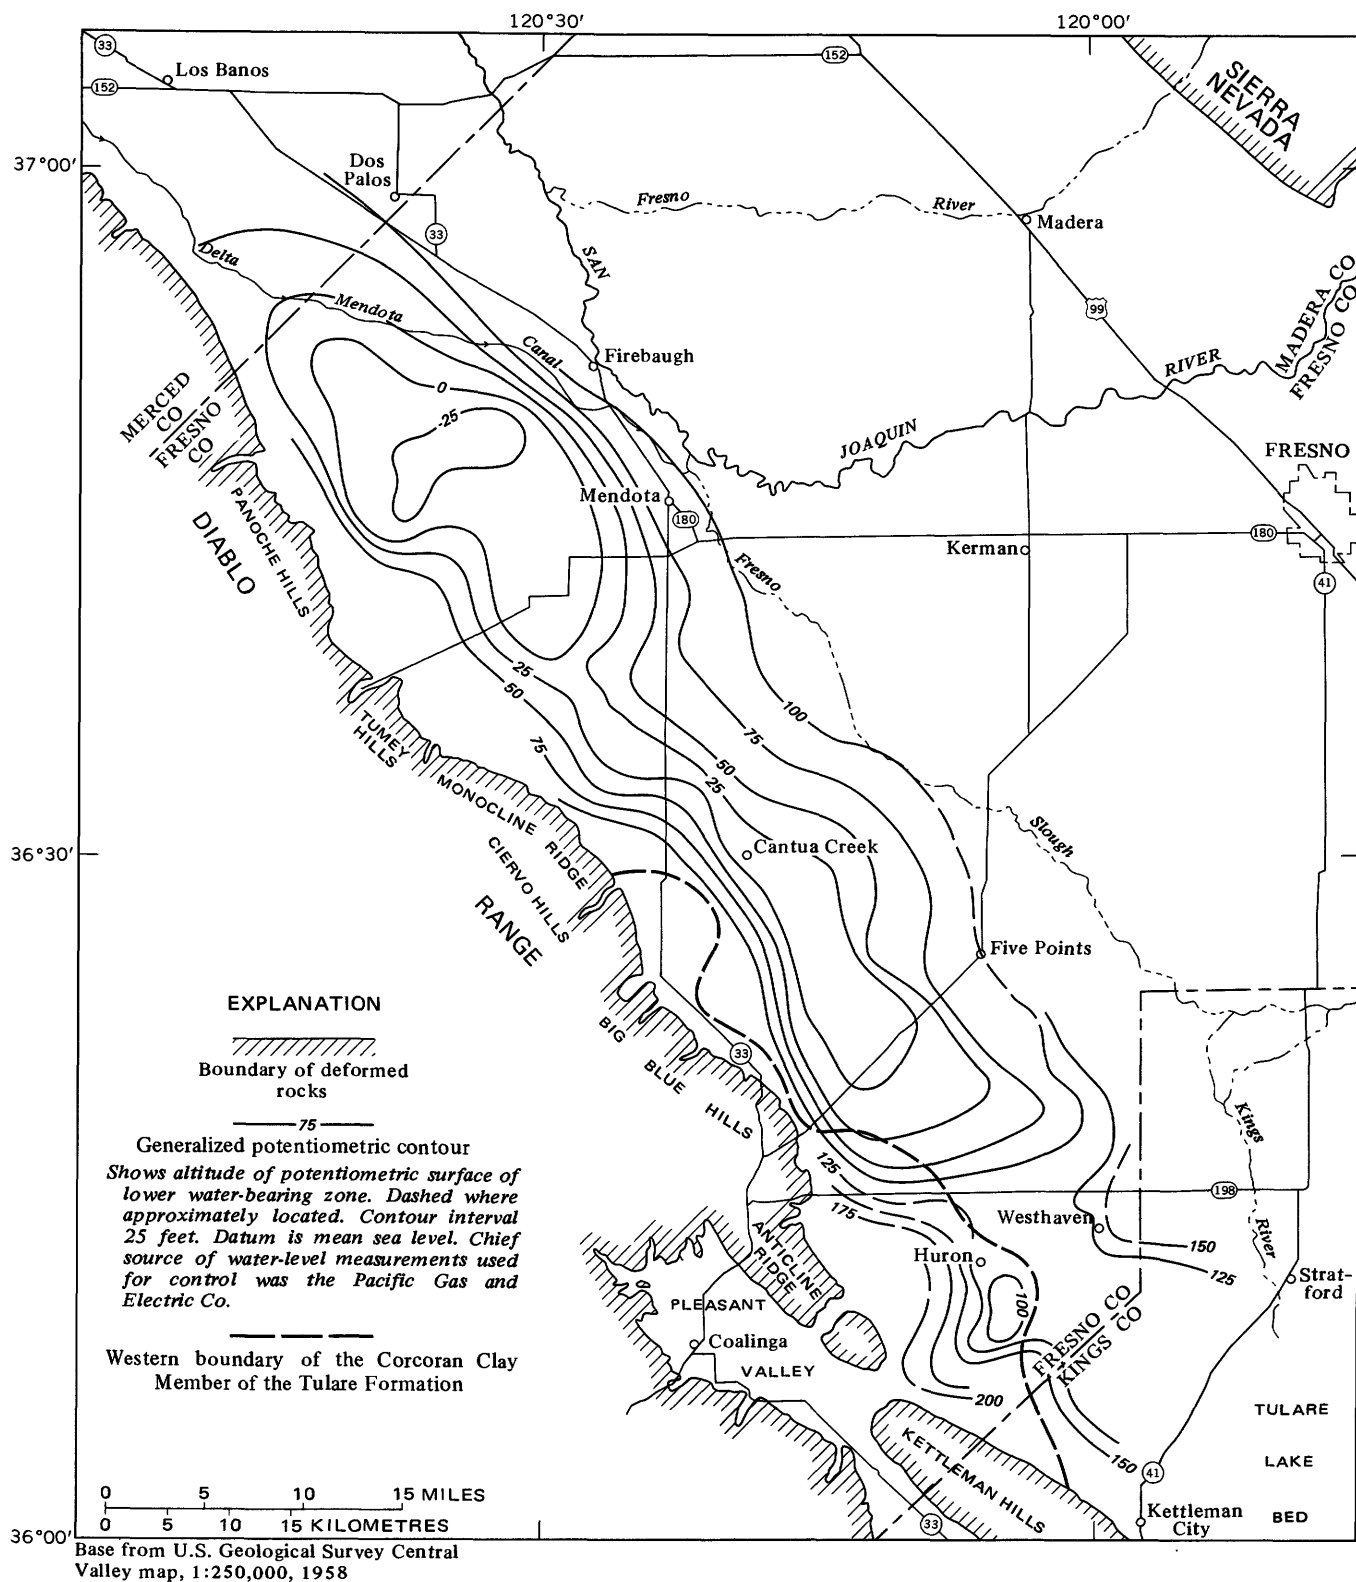 120°30'
120°00'
33
Los Banos
152
152
SIERRA
NEVADA
37°00'
Dos
Palos
33
Fresno
River
Madera
Delta
SAN
Mendota
Canal
Firebaugh
99
MADERA CO
FRESNO CO
RIVER
MERCED
CO
FRESNO
CO
0
-25
JOAQUIN
FRESNO
PANOCHE HILLS
DIABLO
Mendota
180
Kerman
180
41
Fresno
25
50
100
75
75
50
25
TUMEY
HILLS
MONOCLINE RIDGE
CIERVO HILLS
RANGE
36°30'
Cantua Creek
Slough
Five Points
EXPLANATION
Boundary of deformed
rocks
75
Generalized potentiometric contour
Shows altitude of potentiometric surface of
lower water-bearing zone. Dashed where
approximately located. Contour interval
25 feet. Datum is mean sea level. Chief
source of water-level measurements used
for control was the Pacific Gas and
Electric Co.
Western boundary of the Corcoran Clay
Member of the Tulare Formation
BIG BLUE HILLS
33
Kings
River
125
175
198
Westhaven
150
125
Huron
ANTICLINE
RIDGE
100
Strat-
ford
PLEASANT
VALLEY
Coalinga
FRESNO CO
KINGS CO
200
150
TULARE
LAKE
BED
KETTLEMAN HILLS
41
33
Kettleman
City
0 5 10 15 MILES
0 5 10 15 KILOMETRES
36°00'
Base from U.S. Geological Survey Central
Valley map, 1:250,000, 1958